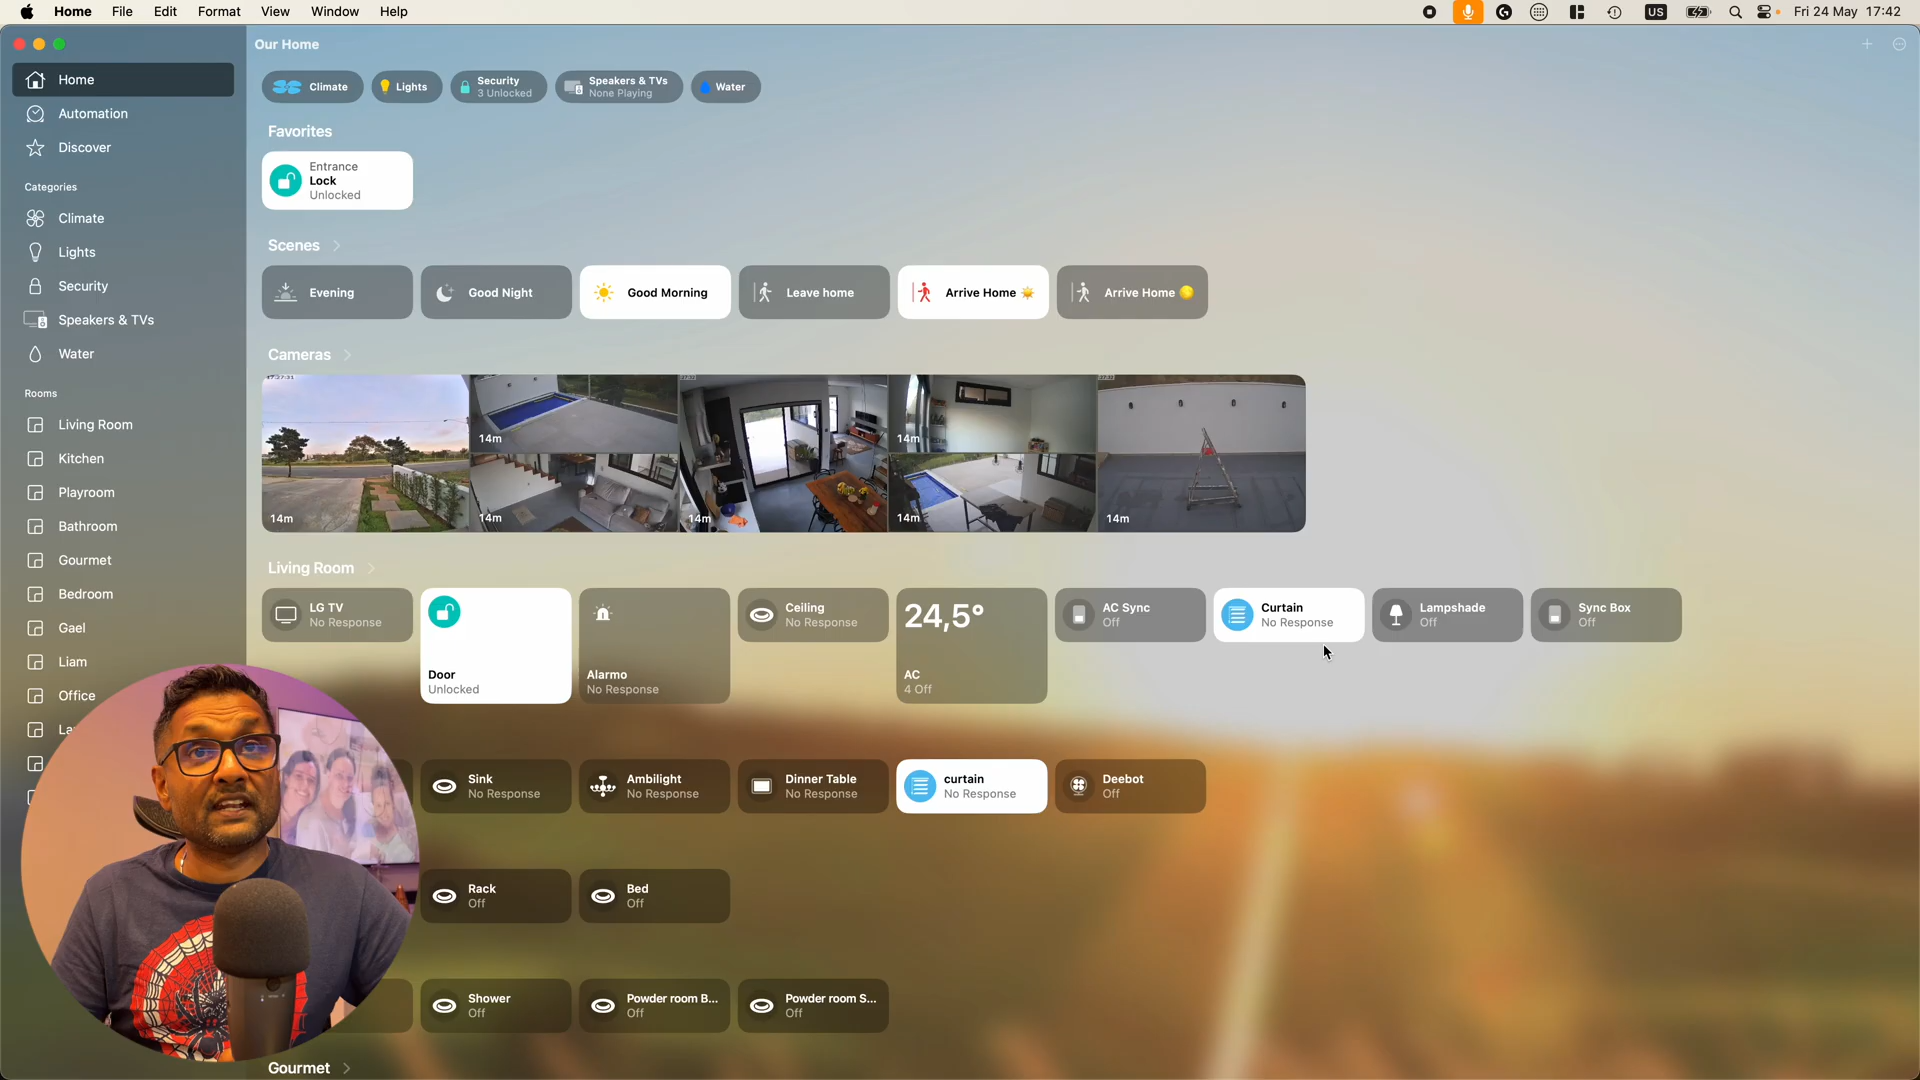 Home File Edit Format View Window Help
US Fri 24 May 17:42
Our Home
Home
Automation
Discover
Categories
Climate
Lights
Security
Speakers & TVs
Water
Rooms
Living Room
Kitchen
Playroom
Bathroom
Gourmet
Bedroom
Gael
Liam
Office
Climate
Lights
Security
3 Unlocked
Speakers & TVs
None Playing
Water
Favorites
Entrance
Lock
Unlocked
Scenes
Evening
Good Night
Good Morning
Leave home
Arrive Home
Arrive Home
Cameras
17:27:31
14m
14m
14m
14m
14m
14m
14m
Living Room
LG TV
No Response
Door
Unlocked
Alarmo
No Response
Ceiling
No Response
24,5°
AC
4 Off
AC Sync
Off
Curtain
No Response
Lampshade
Off
Sync Box
Off
Sink
No Response
Ambilight
No Response
Dinner Table
No Response
curtain
No Response
Deebot
Off
Rack
Off
Bed
Off
Shower
Off
Powder room B...
Off
Powder room S...
Off
Gourmet